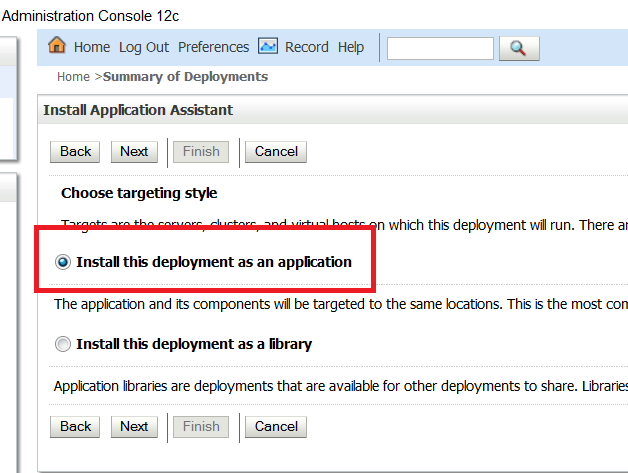 Administration Console 12c
Home Log Out Preferences Record Help
Home >Summary of Deployments
Install Application Assistant
Back Next Finish Cancel
Choose targeting style
Targets are the servers, clusters, and virtual hosts on which this deployment will run. There
Install this deployment as an application
The application and its components will be targeted to the same locations. This is the most
Install this deployment as a library
Application libraries are deployments that are available for other deployments to share. Libraries
Back Next Finish Cancel